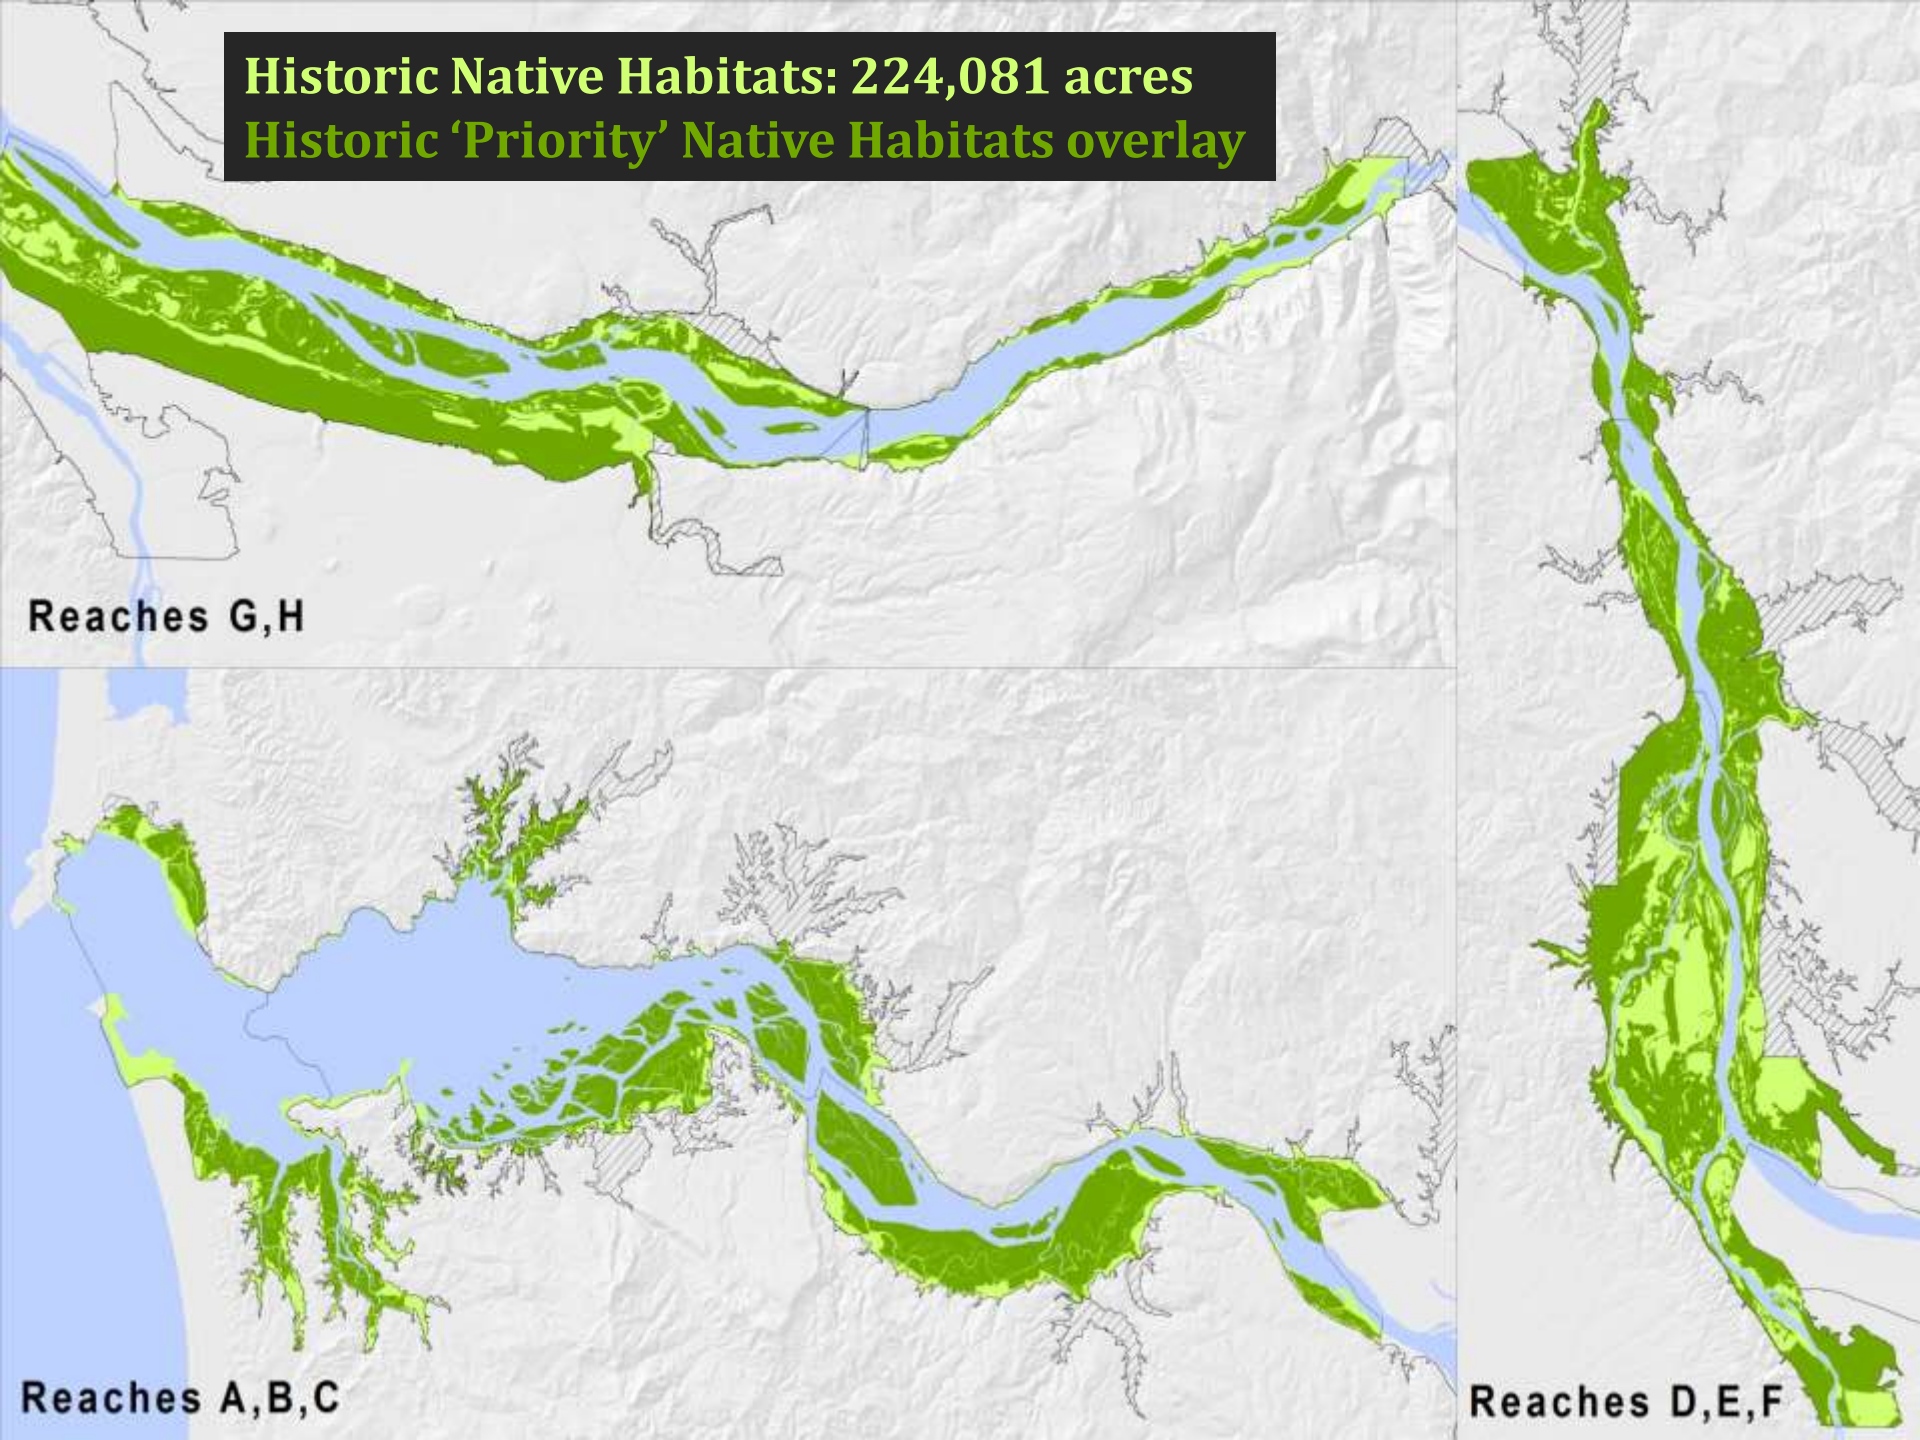 Historic Native Habitats: 224,081 acres
Historic ‘Priority’ Native Habitats overlay
Reaches G,H
Reaches A,B,C
Reaches D,E,F